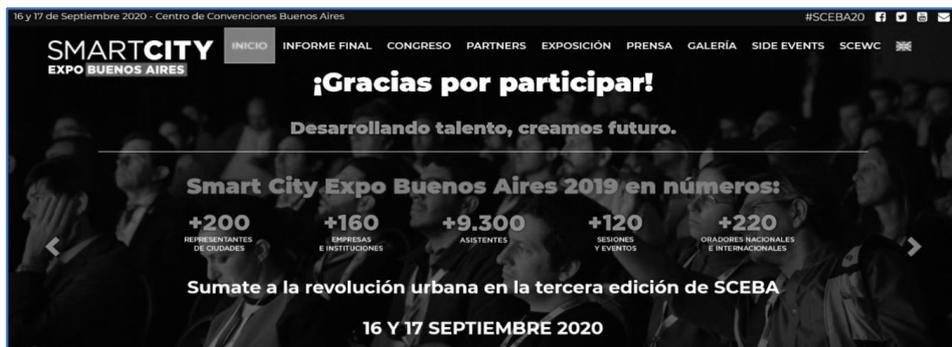 16 y 17 de Septiembre 2020 - Centro de Convenciones Buenos Aires
#SCEBA20
SMARTCITY
EXPO BUENOS AIRES
INICIO INFORME FINAL CONGRESO PARTNERS EXPOSICIÓN PRENSA GALERÍA SIDE EVENTS SCEWC
¡Gracias por participar!
Desarrollando talento, creamos futuro.
Smart City Expo Buenos Aires 2019 en números:
+200 +160 +9.300 +120 +220
REPRESENTANTES EMPRESAS ASISTENTES SESIONES ORADORES NACIONALES
DE CIUDADES E INSTITUCIONES Y EVENTOS E INTERNACIONALES
Sumate a la revolución urbana en la tercera edición de SCEBA
16 Y 17 SEPTIEMBRE 2020